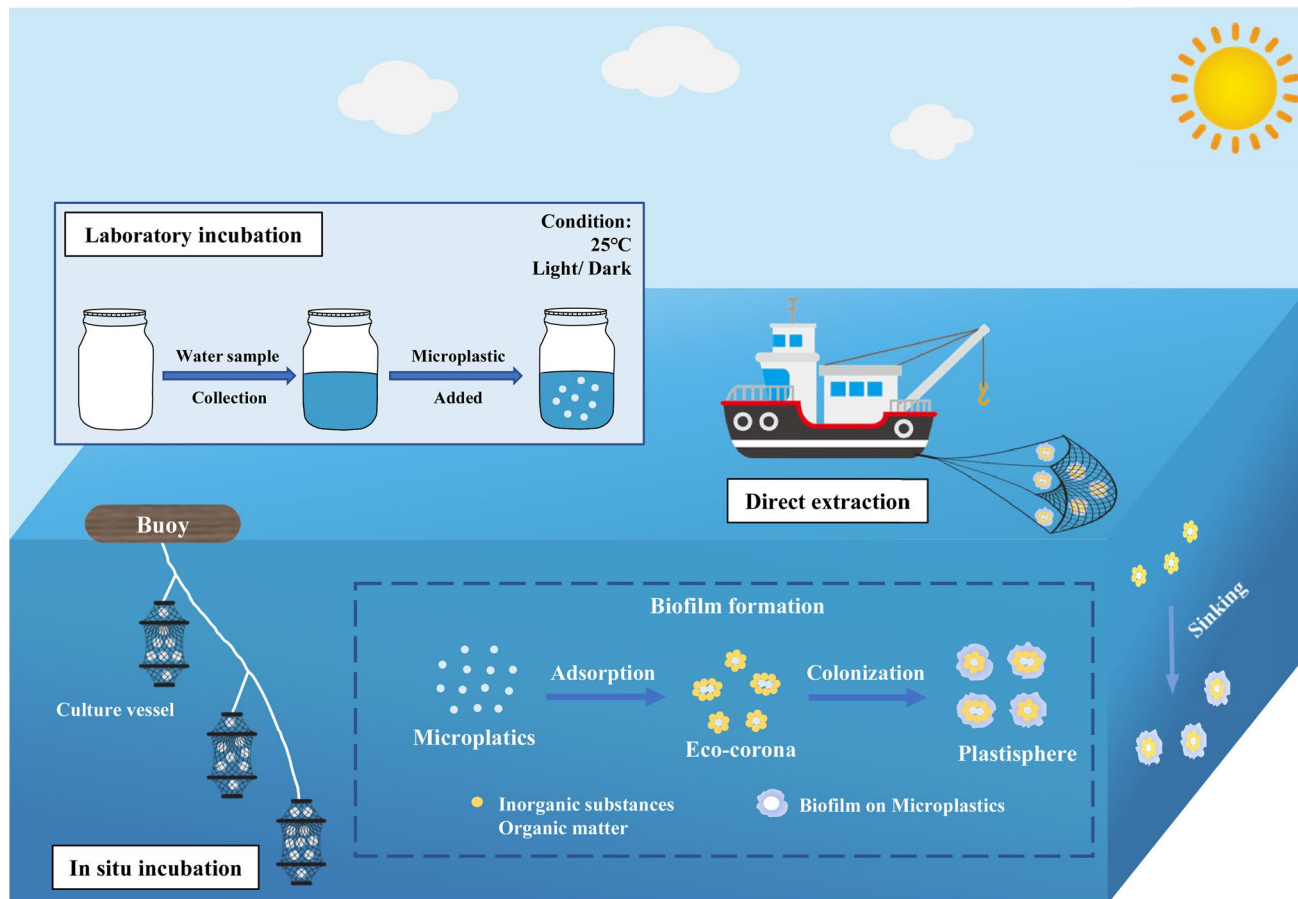 Laboratory incubation
Condition:
25℃
Light/ Dark
Water sample
Collection
Microplastic
Added
Direct extraction
Buoy
Culture vessel
In situ incubation
Biofilm formation
Adsorption
Colonization
Microplatics
Eco-corona
Plastisphere
Inorganic substances
Organic matter
Biofilm on Microplastics
Sinking